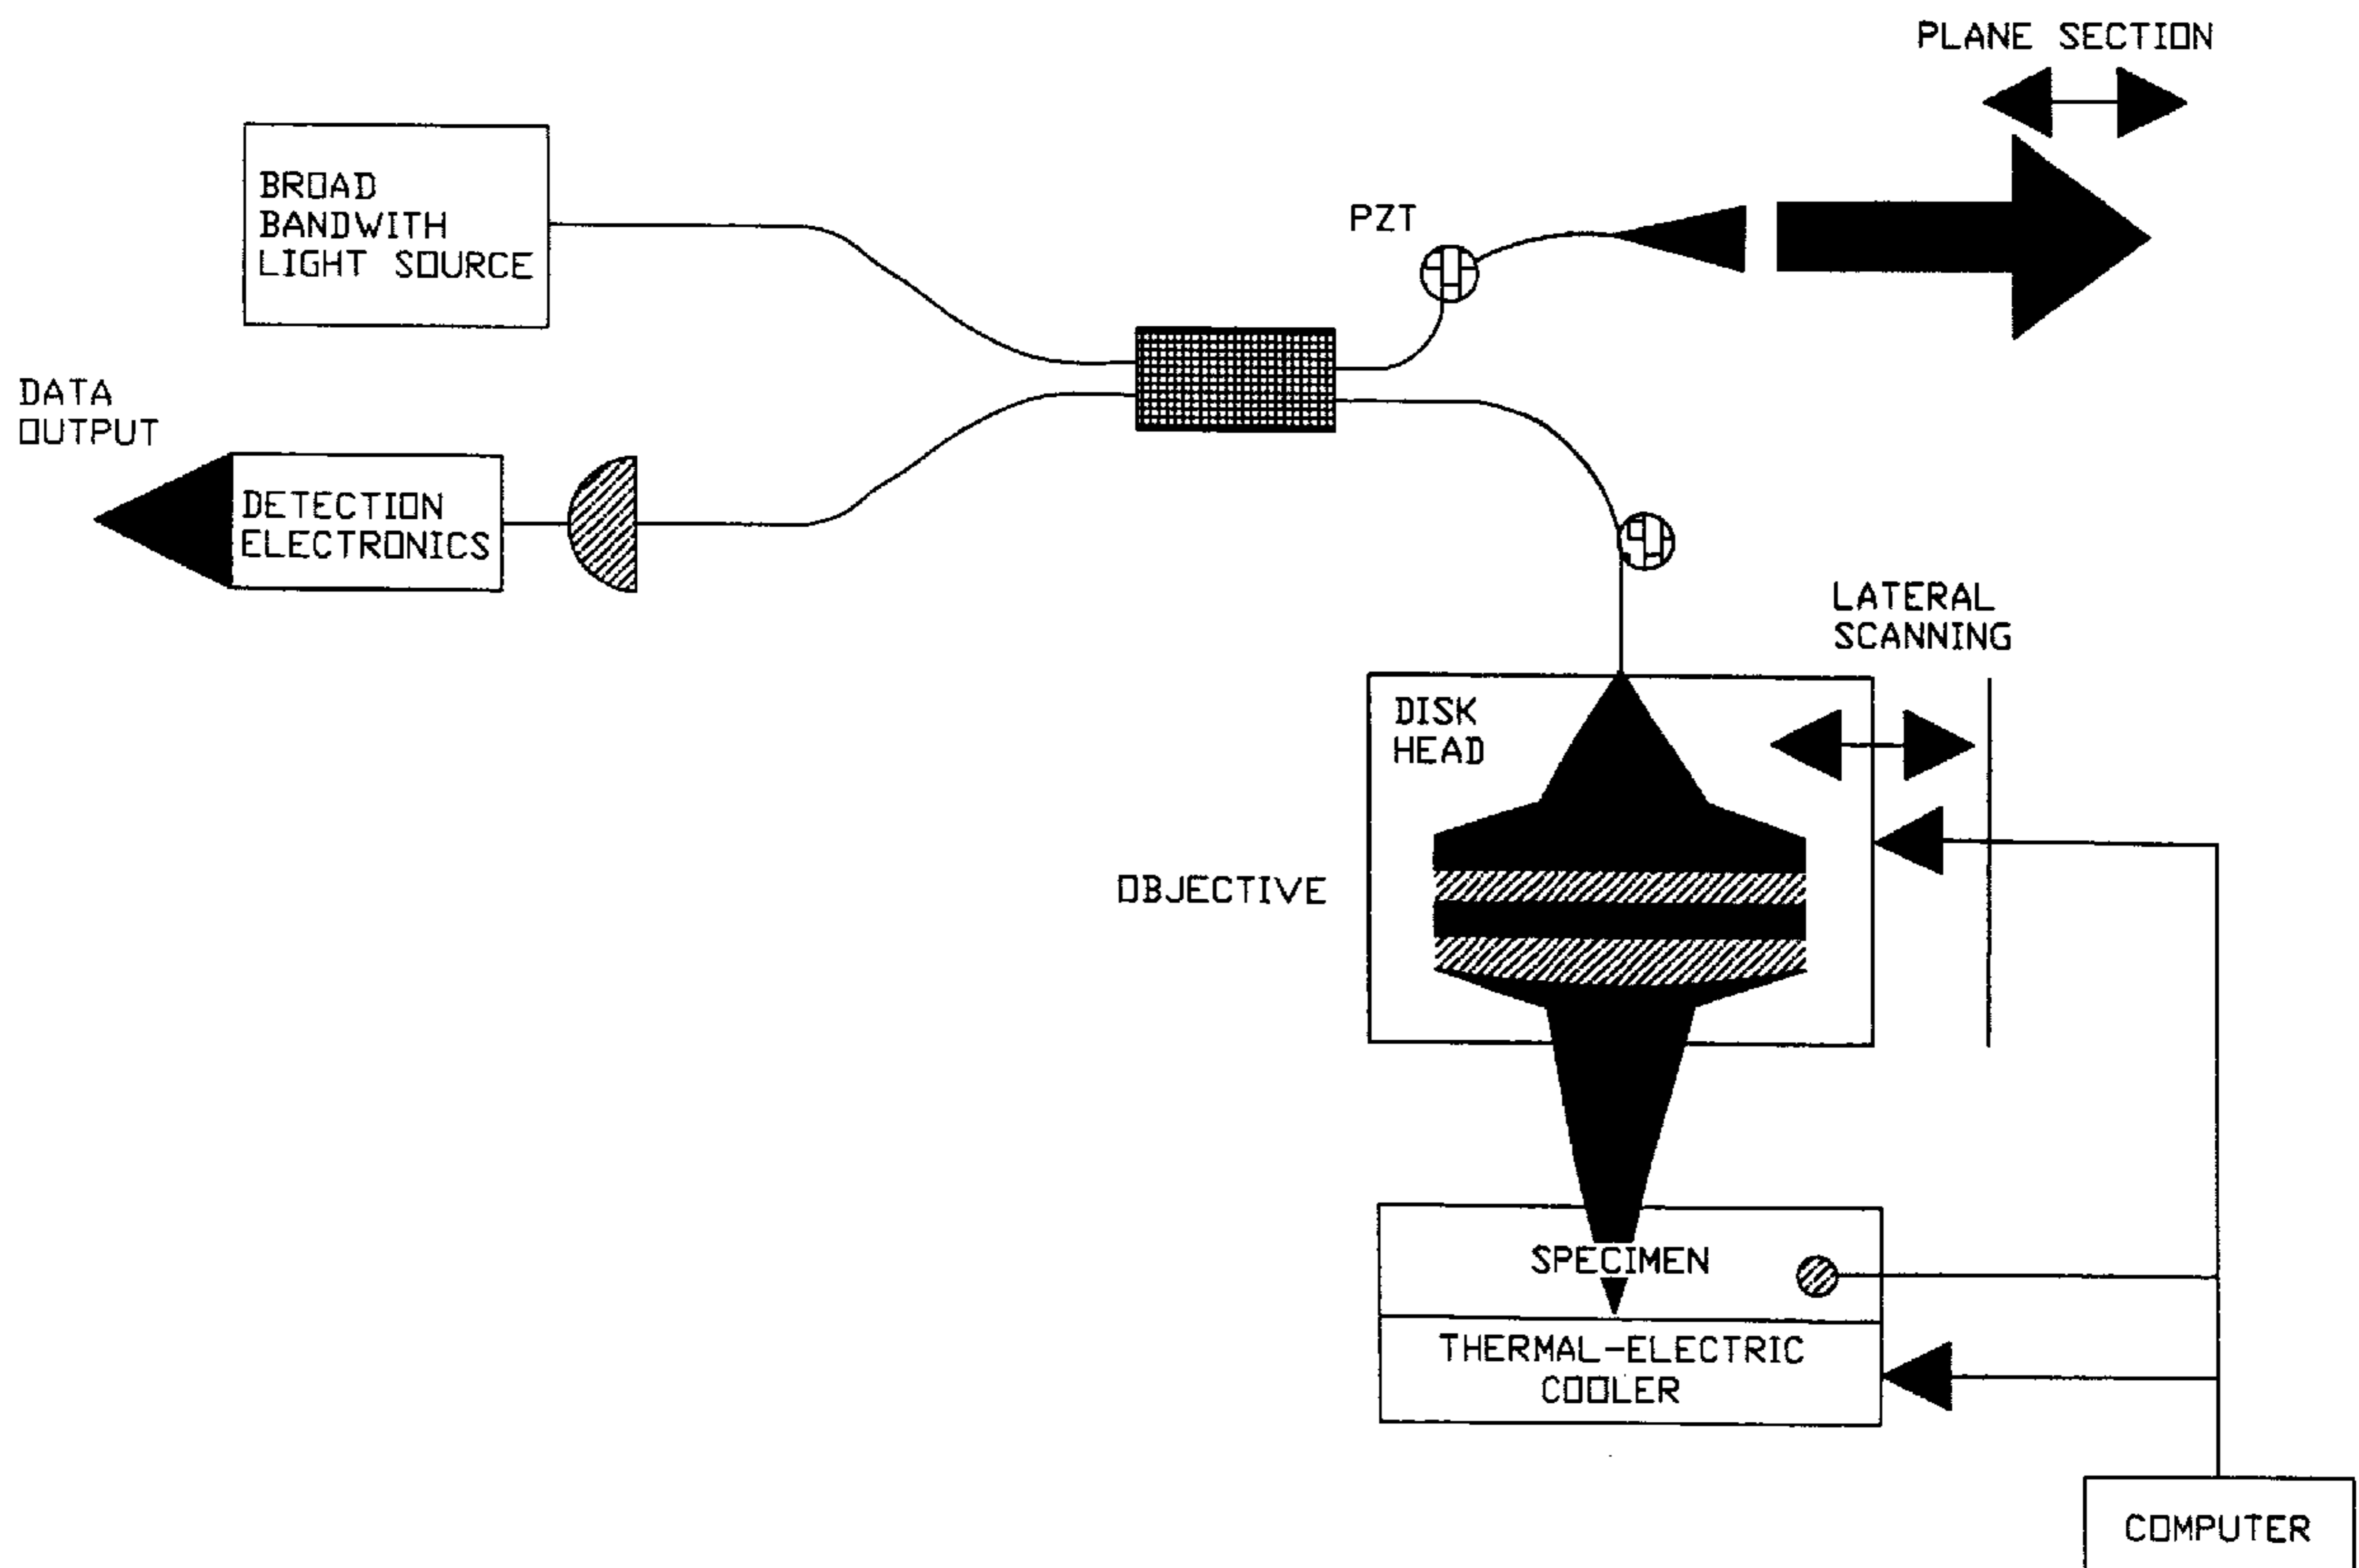 PLANE SECTION
BROAD
BANDWITH
LIGHT SOURCE
PZT
DATA
OUTPUT
DETECTION
ELECTRONICS
LATERAL
SCANNING
DISK
HEAD
OBJECTIVE
SPECIMEN
THERMAL-ELECTRIC
COOLER
COMPUTER